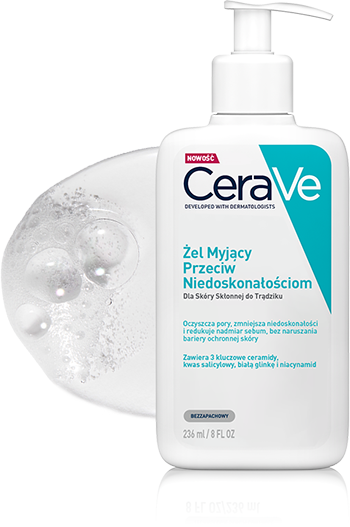 NOWOŚĆ
CeraVe
DEVELOPED WITH DERMATOLOGISTS
Żel Myjący
Przeciw
Niedoskonałościom
Dla Skóry Skłonnej do Trądziku
Oczyszcza pory, zmniejsza niedoskonałości
i redukuje nadmiar sebum, bez naruszania
bariery ochronnej skóry
Zawiera 3 kluczowe ceramidy,
kwas salicylowy, białą glinkę i niacynamid
BEZZAPACHOWY
236 ml / 8 FL OZ